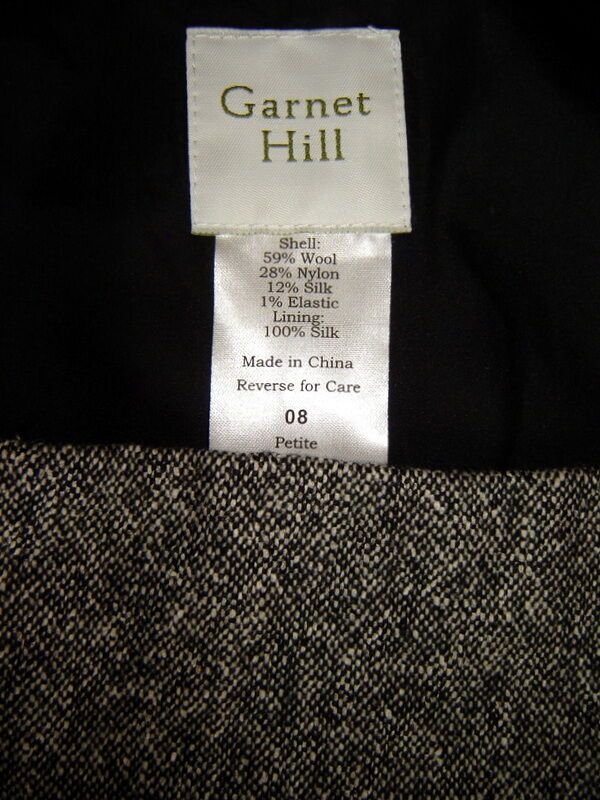 Garnet
Hill
Shell:
59% Wool
28% Nylon
12% Silk
1% Elastic
Lining:
100% Silk
Made in China
Reverse for Care
08
Petite